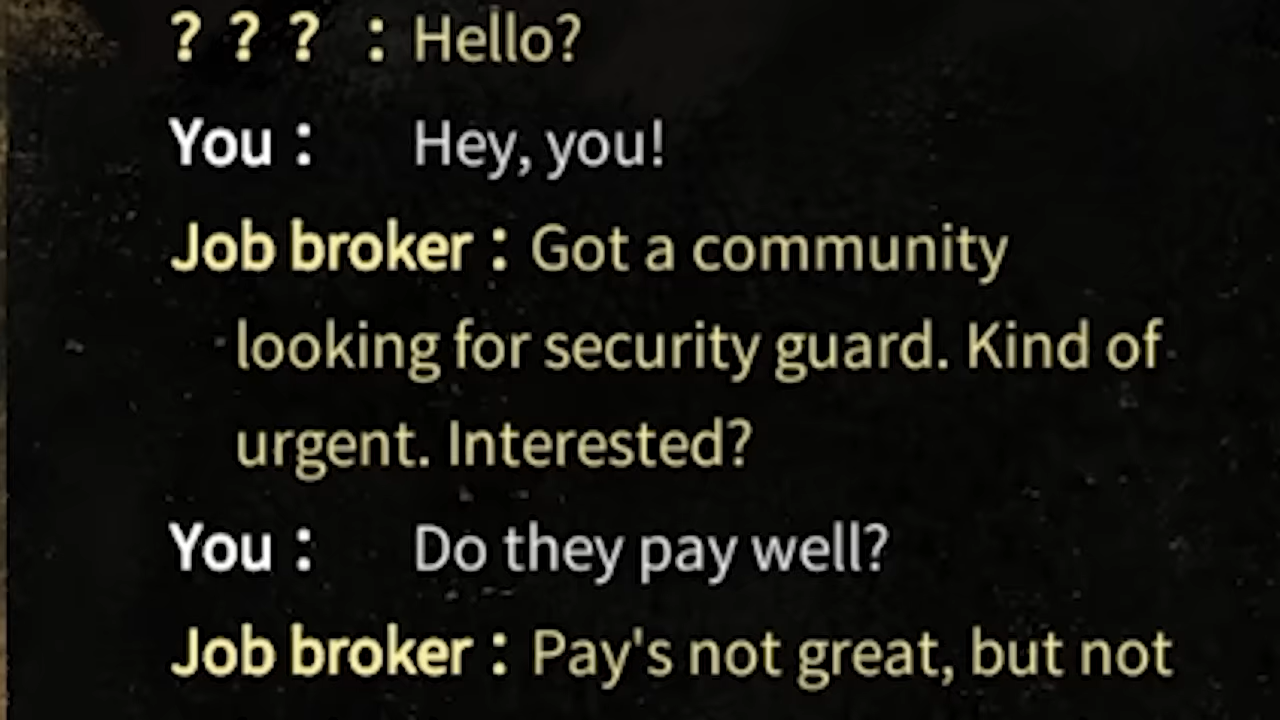 ? ? ? : Hello?
You : Hey, you!
Job broker : Got a community
looking for security guard. Kind of
urgent. Interested?
You : Do they pay well?
Job broker : Pay's not great, but not